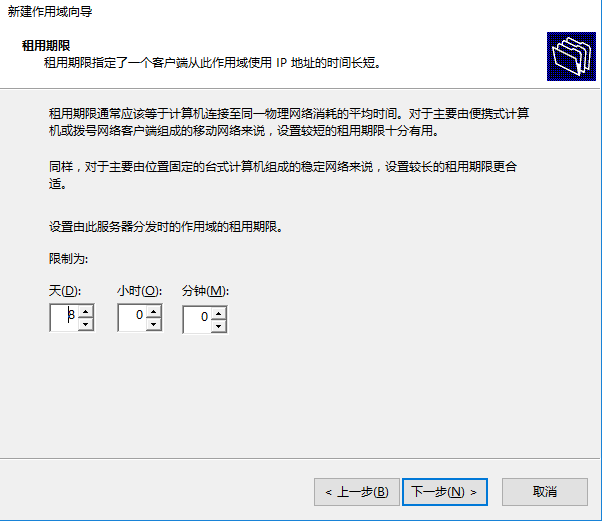 新建作用域向导
租用期限
租用期限指定了一个客户端从此作用域使用 IP 地址的时间长短。
租用期限通常应该等于计算机连接至同一物理网络消耗的平均时间。对于主要由便携式计算
机或拨号网络客户端组成的移动网络来说，设置较短的租用期限十分有用。
同样，对于主要由位置固定的台式计算机组成的稳定网络来说，设置较长的租用期限更合
适。
设置由此服务器分发时的作用域的租用期限。
限制为:
天(D): 小时(O): 分钟(M):
8 0 0
< 上一步(B) 下一步(N) > 取消